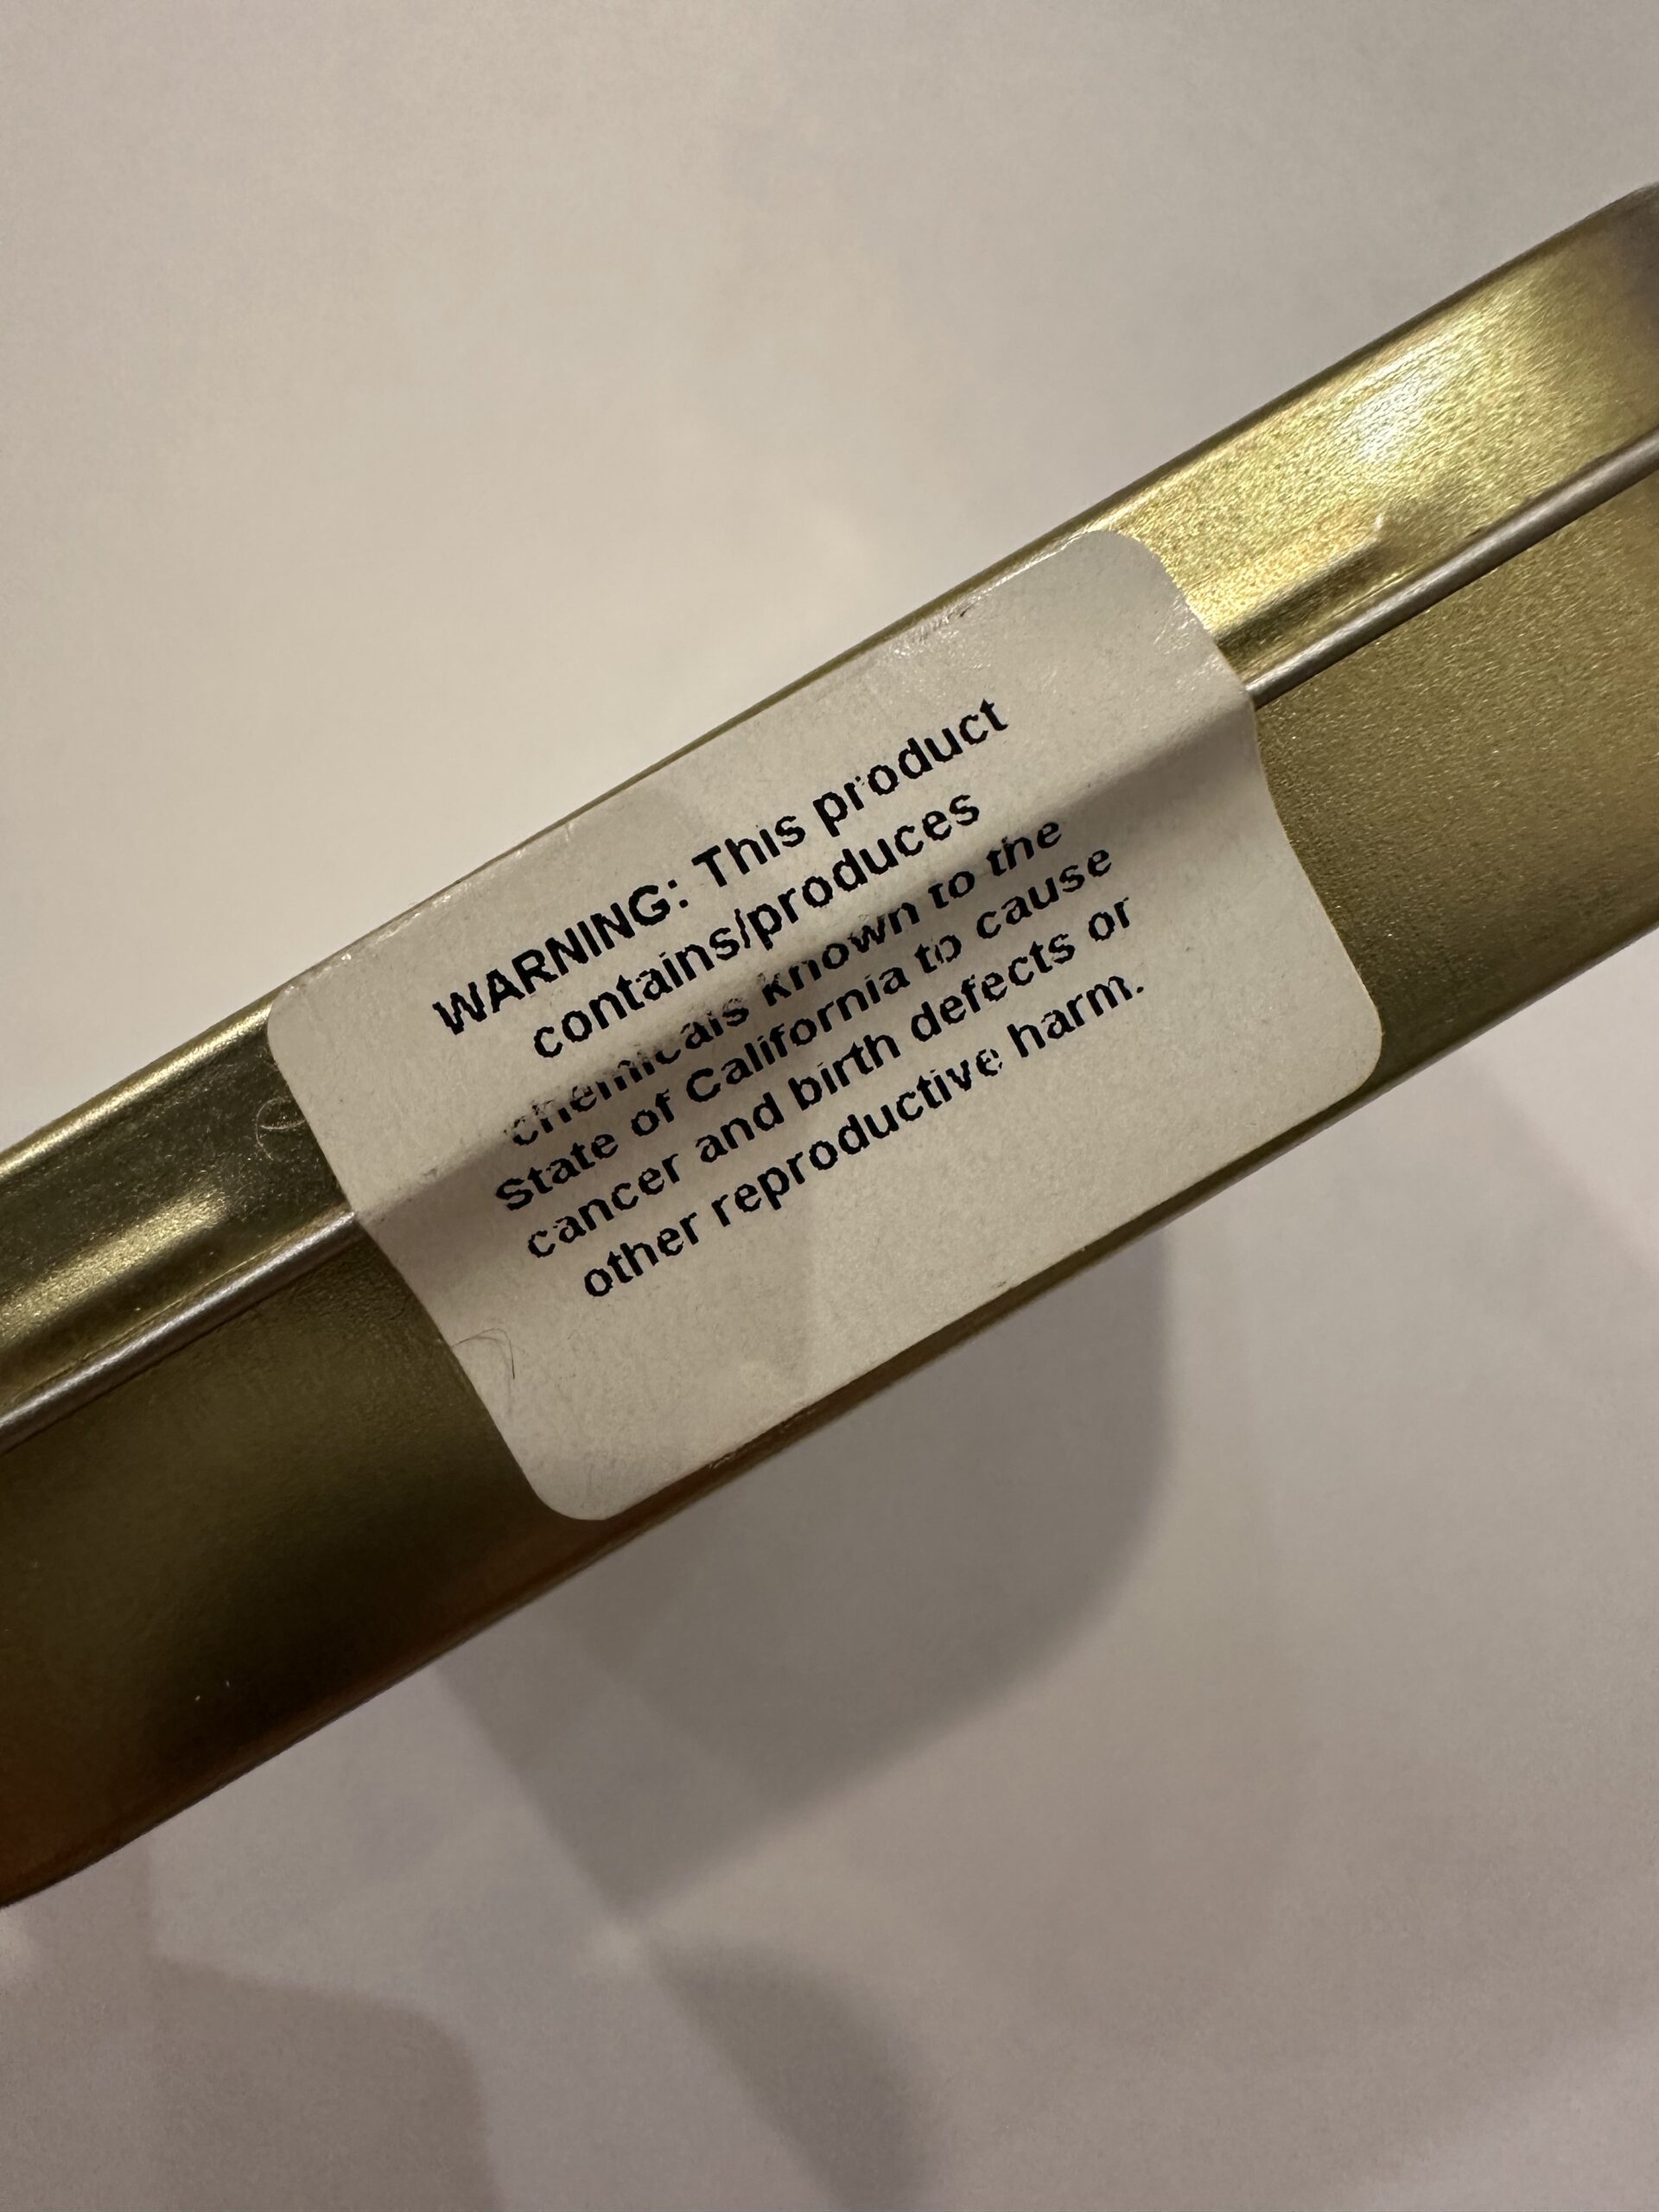 WARNING: This product
contains/produces
chemicals known to the
State of California to cause
cancer and birth defects or
other reproductive harm.